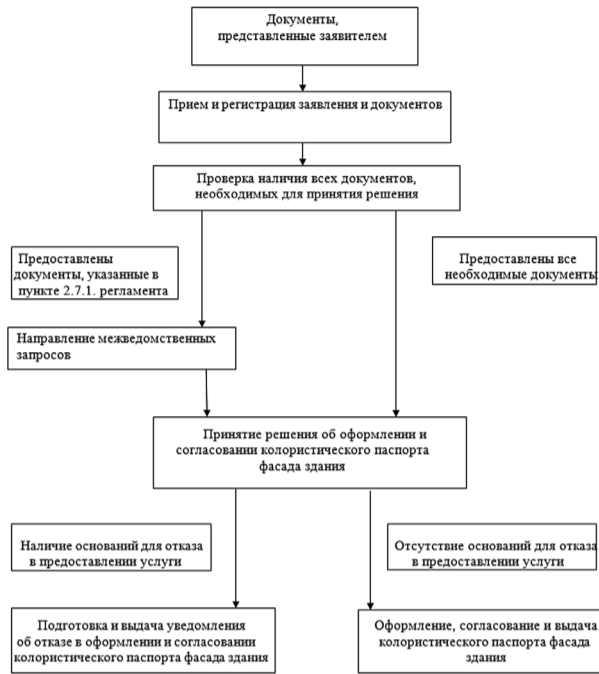 Документы,
представленные заявителем
Прием и регистрация заявления и документов
Проверка наличия всех документов,
необходимых для принятия решения
Предоставлены
документы, указанные в
пункте 2.7.1. регламента
Предоставлены все
необходимые документы
Направление межведомственных
запросов
Принятие решения об оформлении и
согласовании колористического паспорта
фасада здания
Наличие оснований для отказа
в предоставлении услуги
Отсутствие оснований для отказа
в предоставлении услуги
Подготовка и выдача уведомления
об отказе в оформлении и согласовании
колористического паспорта фасада здания
Оформление, согласование и выдача
колористического паспорта фасада
здания